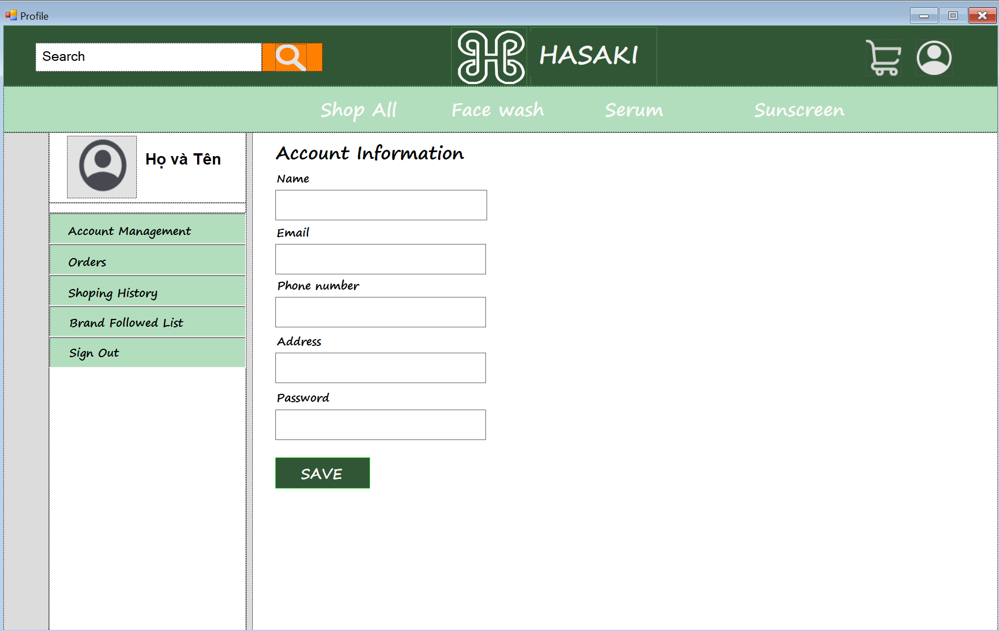 Profile
Search
HASAKI
Shop All Face wash Serum Sunscreen
Họ và Tên
Account Management
Orders
Shoping History
Brand Followed List
Sign Out
Account Information
Name
Email
Phone number
Address
Password
SAVE